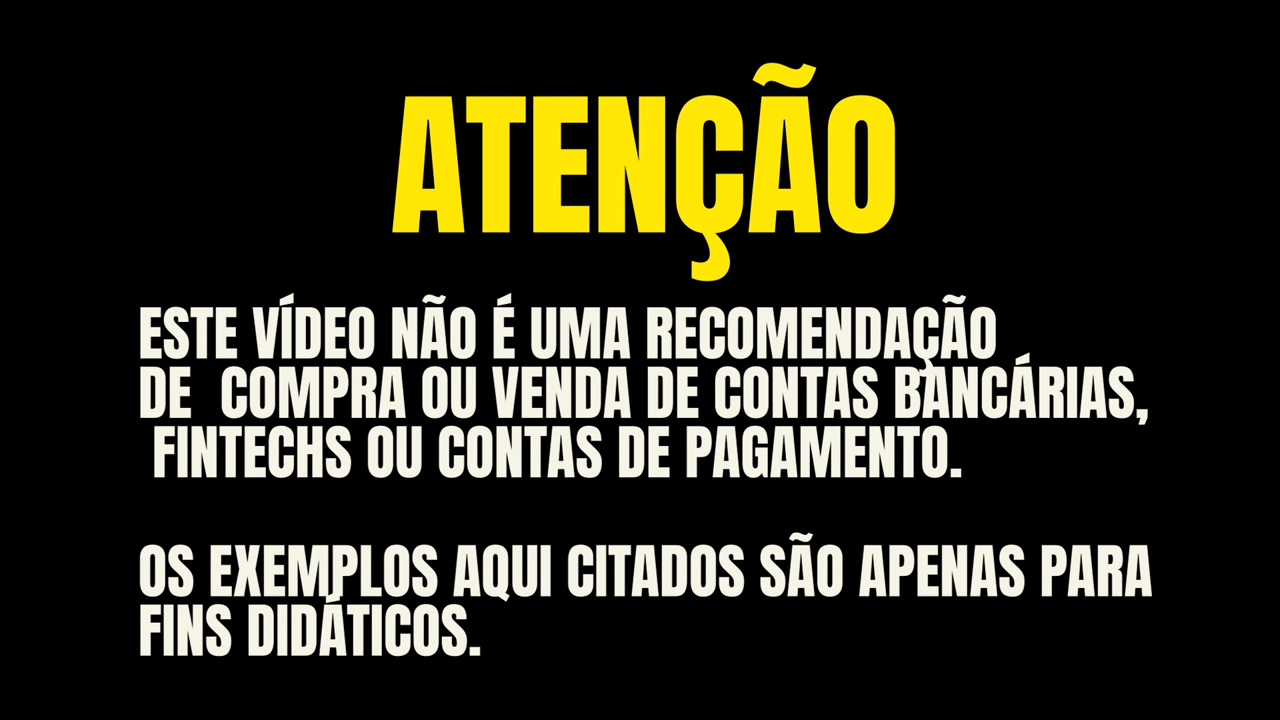 ATENÇÃO
ESTE VÍDEO NÃO É UMA RECOMENDAÇÃO
DE COMPRA OU VENDA DE CONTAS BANCÁRIAS,
FINTECHS OU CONTAS DE PAGAMENTO.
OS EXEMPLOS AQUI CITADOS SÃO APENAS PARA
FINS DIDÁTICOS.